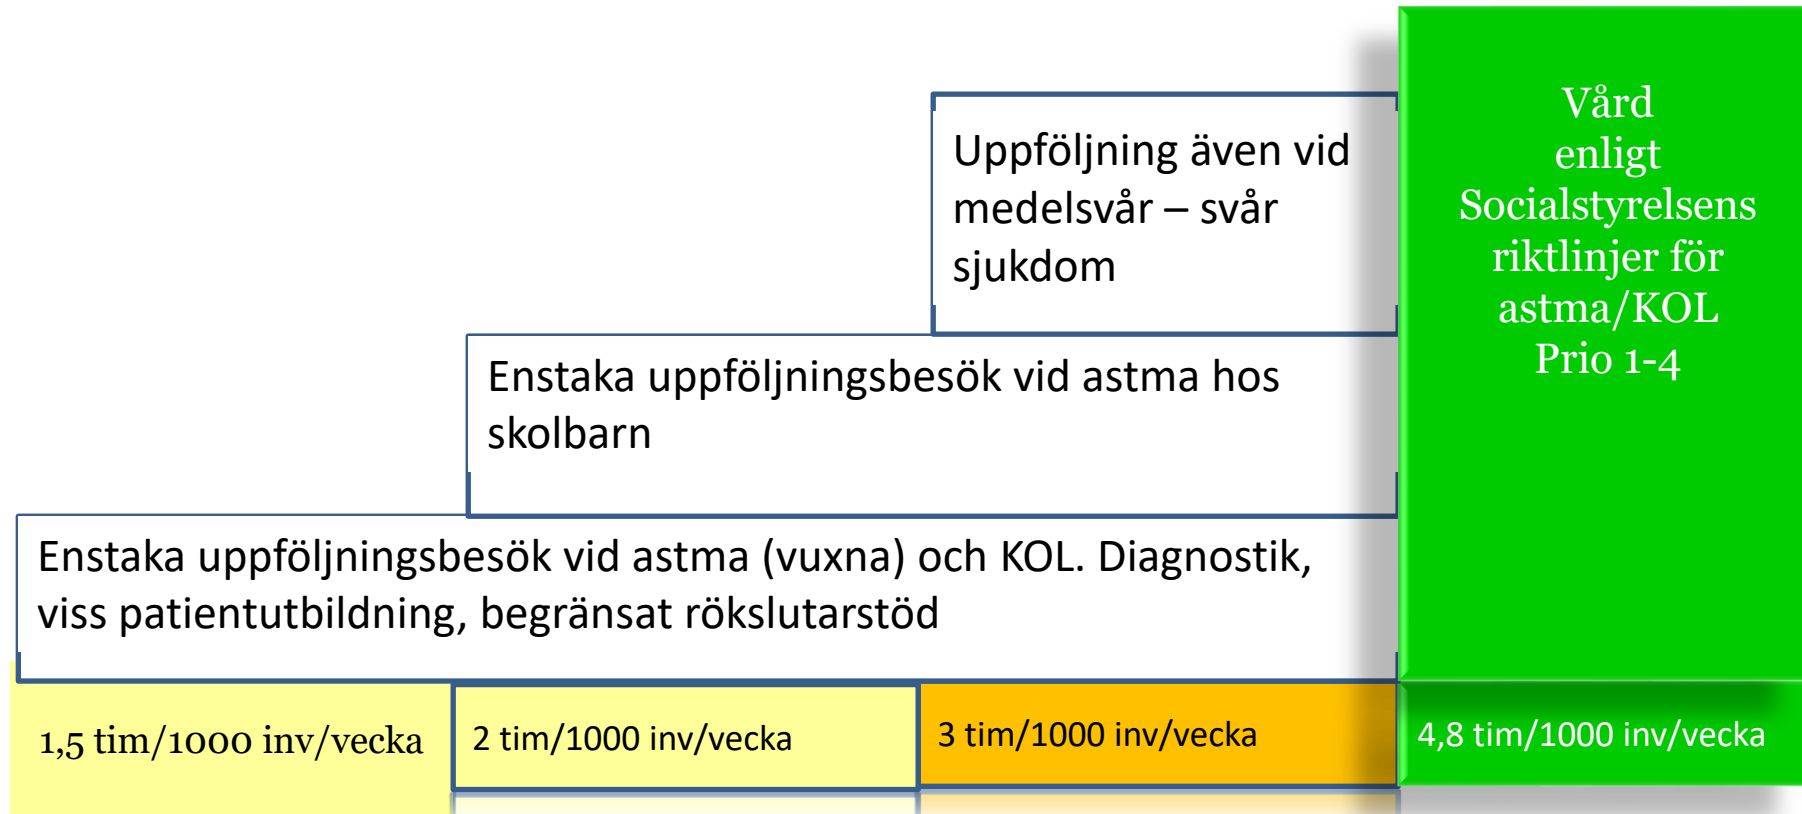 Vård
enligt
Socialstyrelsens
riktlinjer för
astma/KOL
Prio 1-4
Uppföljning även vid
medelsvår – svår
sjukdom
Enstaka uppföljningsbesök vid astma hos
skolbarn
Enstaka uppföljningsbesök vid astma (vuxna) och KOL. Diagnostik,
viss patientutbildning, begränsat rökslutarstöd
1,5 tim/1000 inv/vecka
2 tim/1000 inv/vecka
3 tim/1000 inv/vecka
4,8 tim/1000 inv/vecka